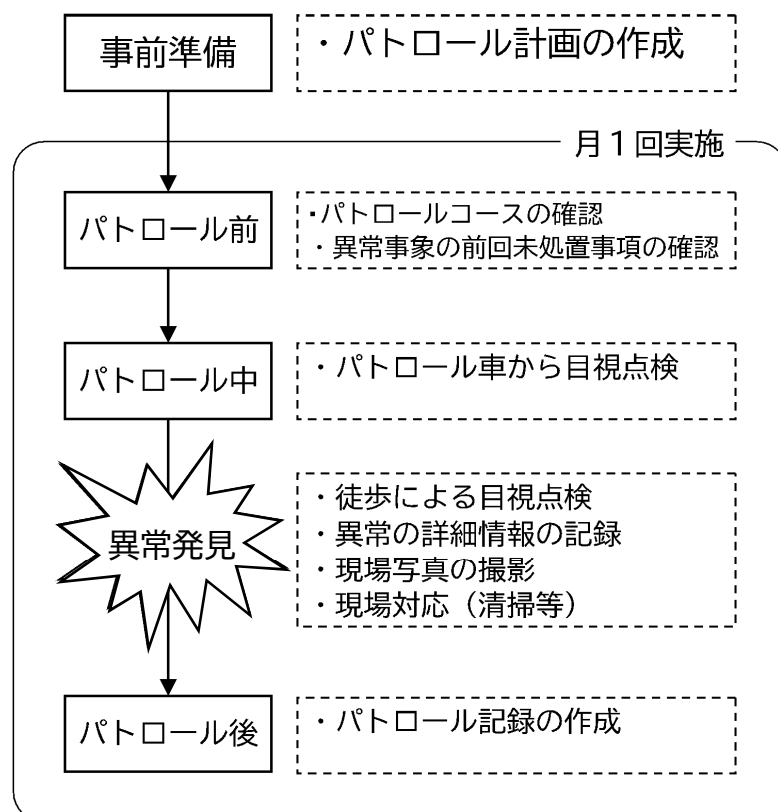 事前準備
・パトロール計画の作成
月1回実施
パトロール前
・パトロールコースの確認
・異常事象の前回未処置事項の確認
パトロール中
・パトロール車から目視点検
異常発見
・徒歩による目視点検
・異常の詳細情報の記録
・現場写真の撮影
・現場対応（清掃等）
パトロール後
・パトロール記録の作成